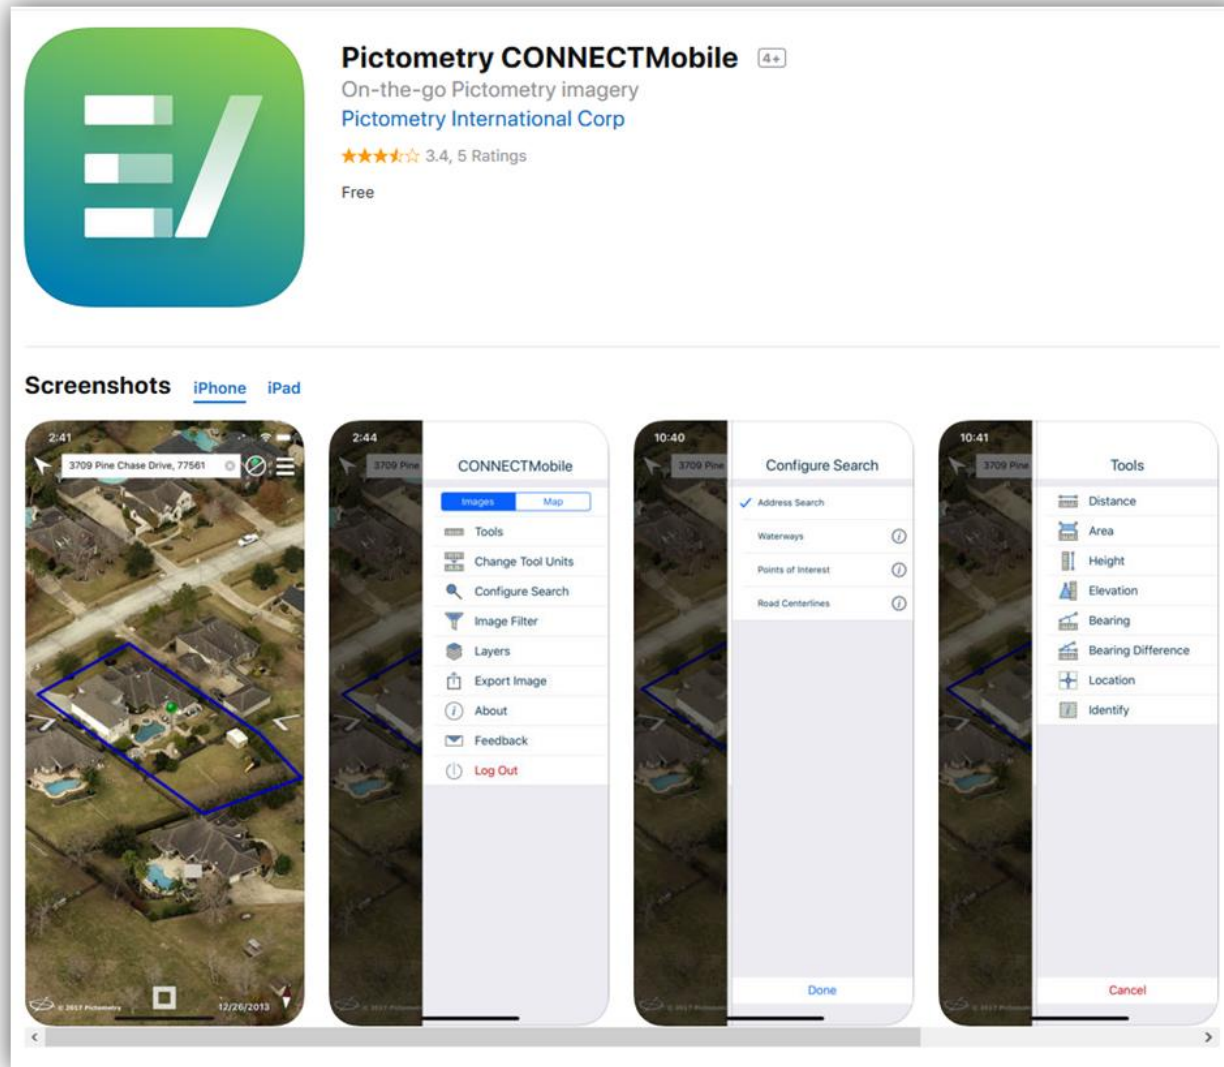 Pictometry CONNECTMobile 4+
On-the-go Pictometry imagery
Pictometry International Corp
3.4, 5 Ratings
Free
Screenshots iPhone iPad
2:41
3709 Pine Chase Drive, 77561
© 2017 Pictometry
12/26/2013
2:44
3709 Pine
CONNECTMobile
Images Map
Tools
Change Tool Units
Configure Search
Image Filter
Layers
Export Image
About
Feedback
Log Out
© 2017 Pictometry
10:40
3709 Pine
Configure Search
Address Search
Waterways
Points of Interest
Road Centerlines
Done
10:41
3709 Pine
Tools
Distance
Area
Height
Elevation
Bearing
Bearing Difference
Location
Identify
Cancel